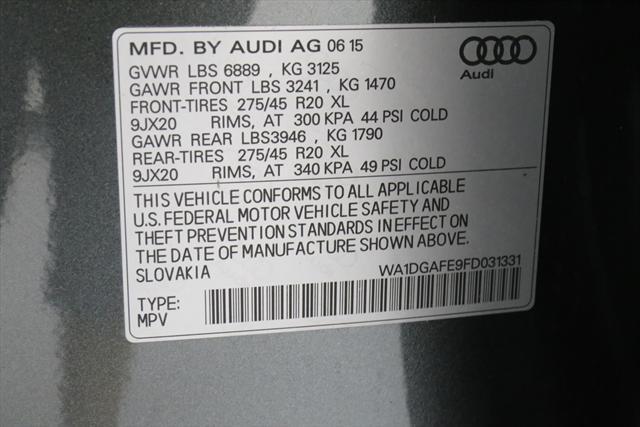 MFD. BY AUDI AG 06 15
GVWR LBS 6889 , KG 3125
GAWR FRONT LBS 3241 , KG 1470
FRONT-TIRES 275/45 R20 XL
9JX20 RIMS, AT 300 KPA 44 PSI COLD
GAWR REAR LBS3946 , KG 1790
REAR-TIRES 275/45 R20 XL
9JX20 RIMS, AT 340 KPA 49 PSI COLD
Audi
THIS VEHICLE CONFORMS TO ALL APPLICABLE
U.S. FEDERAL MOTOR VEHICLE SAFETY AND
THEFT PREVENTION STANDARDS IN EFFECT ON
THE DATE OF MANUFACTURE SHOWN ABOVE.
SLOVAKIA WA1DGAFE9FD031331
TYPE:
MPV